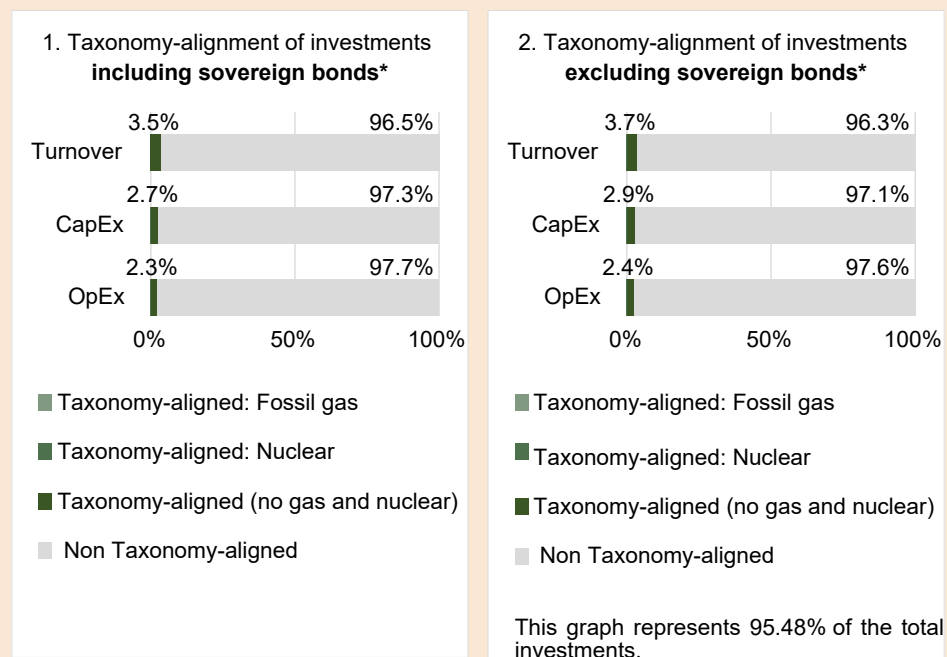 1. Taxonomy-alignment of investments
including sovereign bonds*
3.5% 96.5%
Turnover
2.7% 97.3%
CapEx
2.3% 97.7%
OpEx
0% 50% 100%
Taxonomy-aligned: Fossil gas
Taxonomy-aligned: Nuclear
Taxonomy-aligned (no gas and nuclear)
Non Taxonomy-aligned
2. Taxonomy-alignment of investments
excluding sovereign bonds*
3.7% 96.3%
Turnover
2.9% 97.1%
CapEx
2.4% 97.6%
OpEx
0% 50% 100%
Taxonomy-aligned: Fossil gas
Taxonomy-aligned: Nuclear
Taxonomy-aligned (no gas and nuclear)
Non Taxonomy-aligned
This graph represents 95.48% of the total
investments.